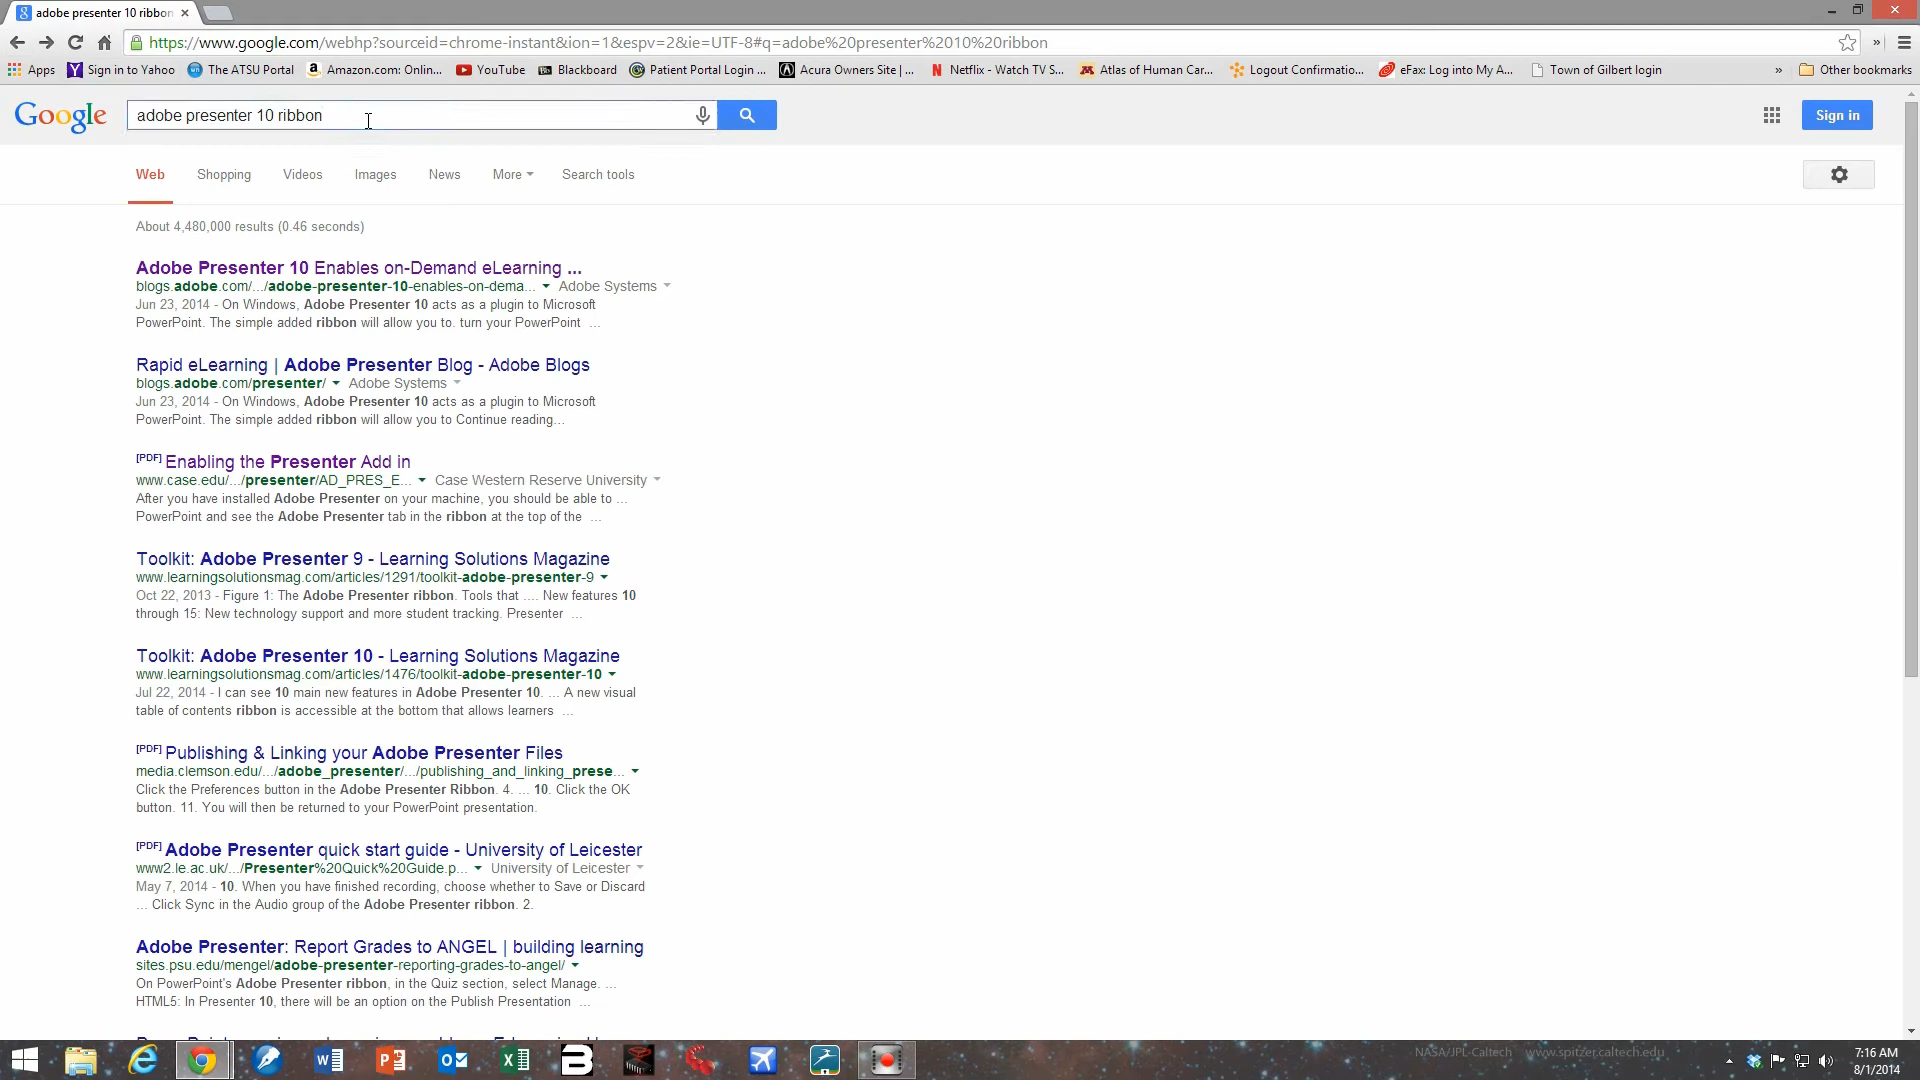 adobe presenter 10 ribbon
https://www.google.com/webhp?sourceid=chrome-instant&ion=1&espv=2&ie=UTF-8#q=adobe%20presenter%2010%20ribbon
Apps Sign in to Yahoo The ATSU Portal Amazon.com: Onlin... YouTube Blackboard Patient Portal Login ... Acura Owners Site | ... Netflix - Watch TV S... Atlas of Human Car... Logout Confirmatio... eFax: Log into My A... Town of Gilbert login » Other bookmarks
Google adobe presenter 10 ribbon Sign in
Web Shopping Videos Images News More Search tools
About 4,480,000 results (0.46 seconds)
Adobe Presenter 10 Enables on-Demand eLearning ...
blogs.adobe.com/.../adobe-presenter-10-enables-on-dema... Adobe Systems
Jun 23, 2014 - On Windows, Adobe Presenter 10 acts as a plugin to Microsoft
PowerPoint. The simple added ribbon will allow you to. turn your PowerPoint ...
Rapid eLearning | Adobe Presenter Blog - Adobe Blogs
blogs.adobe.com/presenter/ Adobe Systems
Jun 23, 2014 - On Windows, Adobe Presenter 10 acts as a plugin to Microsoft
PowerPoint. The simple added ribbon will allow you to Continue reading...
[PDF] Enabling the Presenter Add in
www.case.edu/.../presenter/AD_PRES_E... Case Western Reserve University
After you have installed Adobe Presenter on your machine, you should be able to ...
PowerPoint and see the Adobe Presenter tab in the ribbon at the top of the ...
Toolkit: Adobe Presenter 9 - Learning Solutions Magazine
www.learningsolutionsmag.com/articles/1291/toolkit-adobe-presenter-9
Oct 22, 2013 - Figure 1: The Adobe Presenter ribbon. Tools that .... New features 10
through 15: New technology support and more student tracking. Presenter ...
Toolkit: Adobe Presenter 10 - Learning Solutions Magazine
www.learningsolutionsmag.com/articles/1476/toolkit-adobe-presenter-10
Jul 22, 2014 - I can see 10 main new features in Adobe Presenter 10. ... A new visual
table of contents ribbon is accessible at the bottom that allows learners ...
[PDF] Publishing & Linking your Adobe Presenter Files
media.clemson.edu/.../adobe_presenter/.../publishing_and_linking_prese...
Click the Preferences button in the Adobe Presenter Ribbon. 4. ... 10. Click the OK
button. 11. You will then be returned to your PowerPoint presentation.
[PDF] Adobe Presenter quick start guide - University of Leicester
www2.le.ac.uk/.../Presenter%20Quick%20Guide.p... University of Leicester
May 7, 2014 - 10. When you have finished recording, choose whether to Save or Discard
... Click Sync in the Audio group of the Adobe Presenter ribbon. 2.
Adobe Presenter: Report Grades to ANGEL | building learning
sites.psu.edu/mengel/adobe-presenter-reporting-grades-to-angel/
On PowerPoint's Adobe Presenter ribbon, in the Quiz section, select Manage. ...
HTML5: In Presenter 10, there will be an option on the Publish Presentation ...
NASA/JPL-Caltech www.spitzer.caltech.edu
7:16 AM
8/1/2014